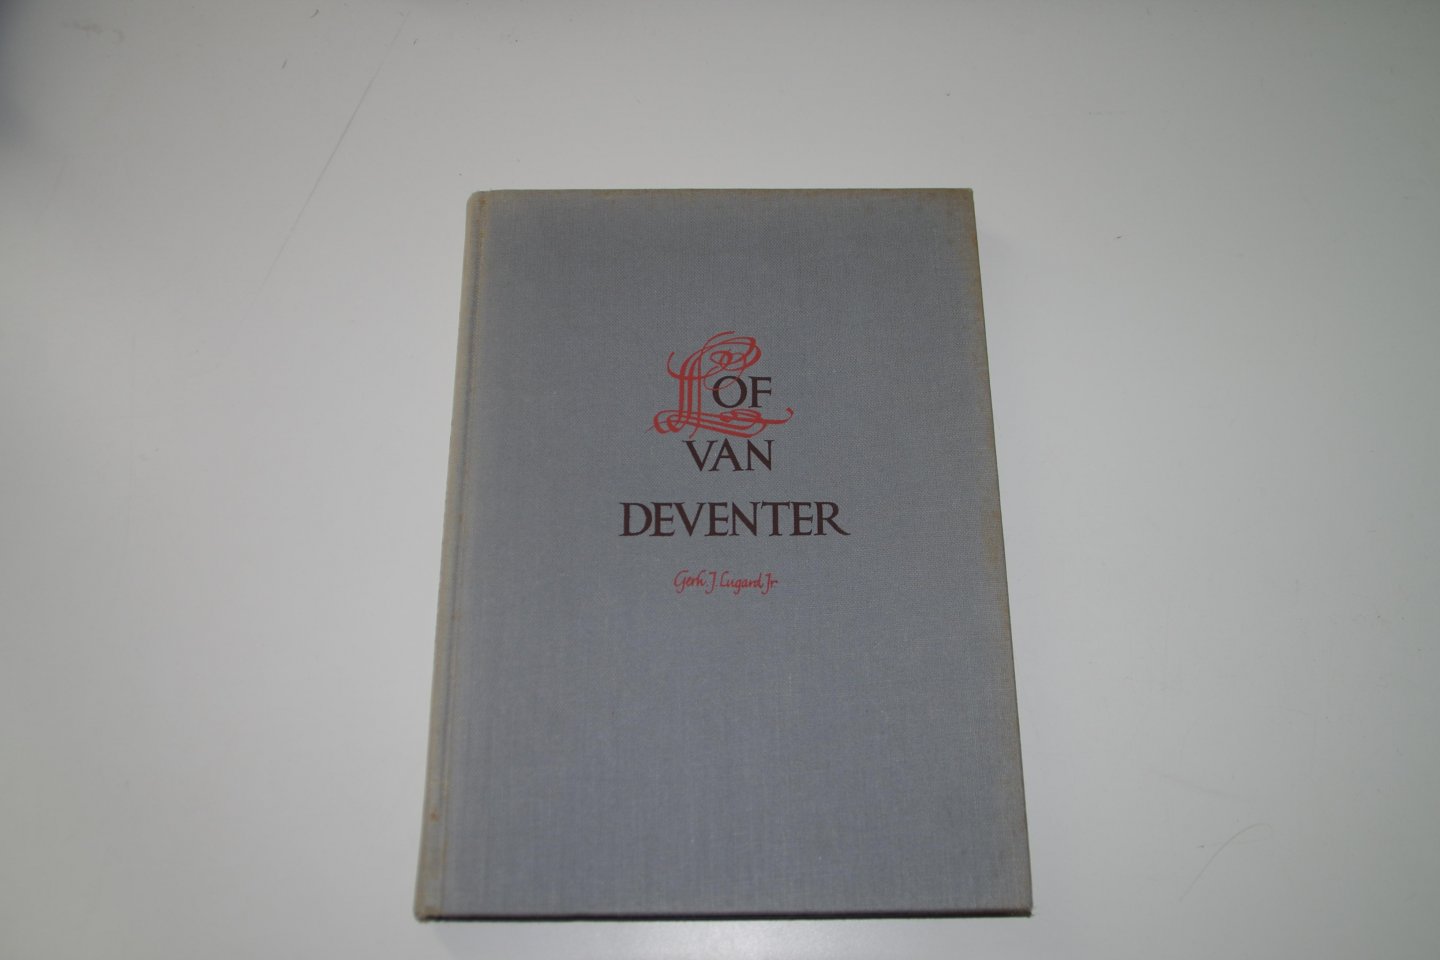 LOF
VAN
DEVENTER
Gerh. J. Lugard Jr